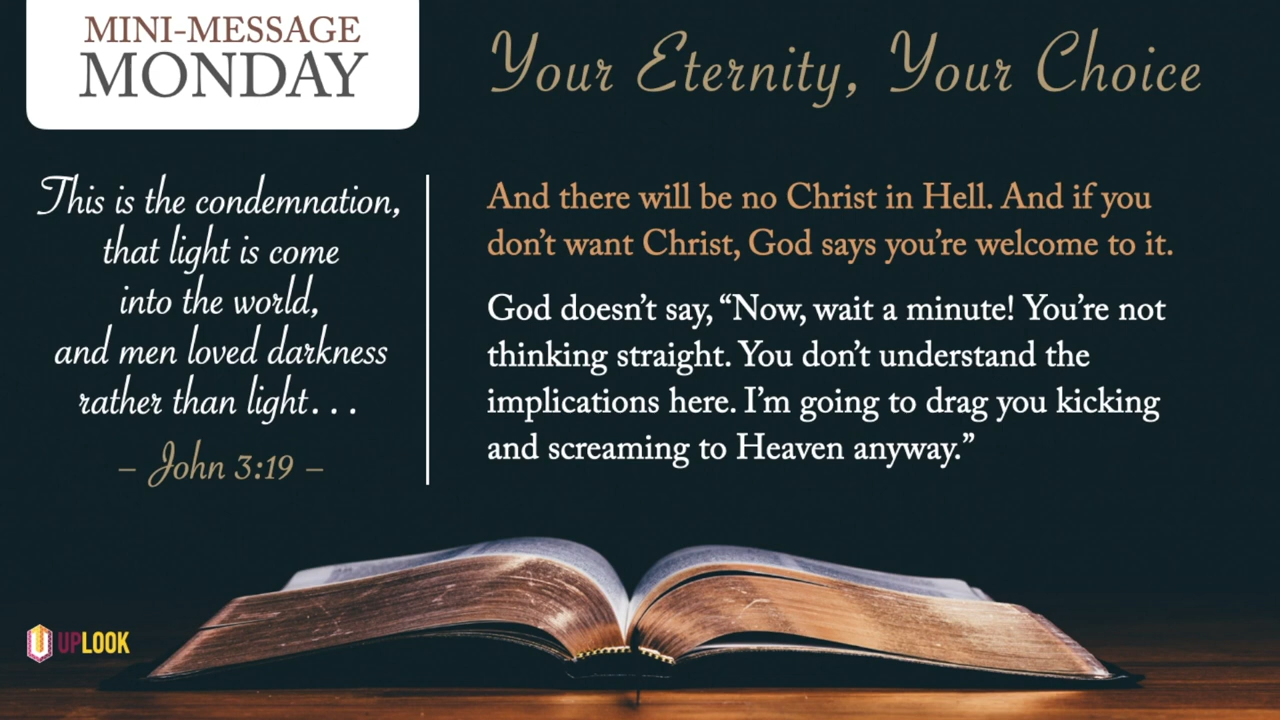 MINI-MESSAGE
MONDAY
Your Eternity, Your Choice
This is the condemnation,
that light is come
into the world,
and men loved darkness
rather than light...
– John 3:19 –
And there will be no Christ in Hell. And if you
don’t want Christ, God says you’re welcome to it.
God doesn’t say, “Now, wait a minute! You’re not
thinking straight. You don’t understand the
implications here. I’m going to drag you kicking
and screaming to Heaven anyway.”
UPLOOK